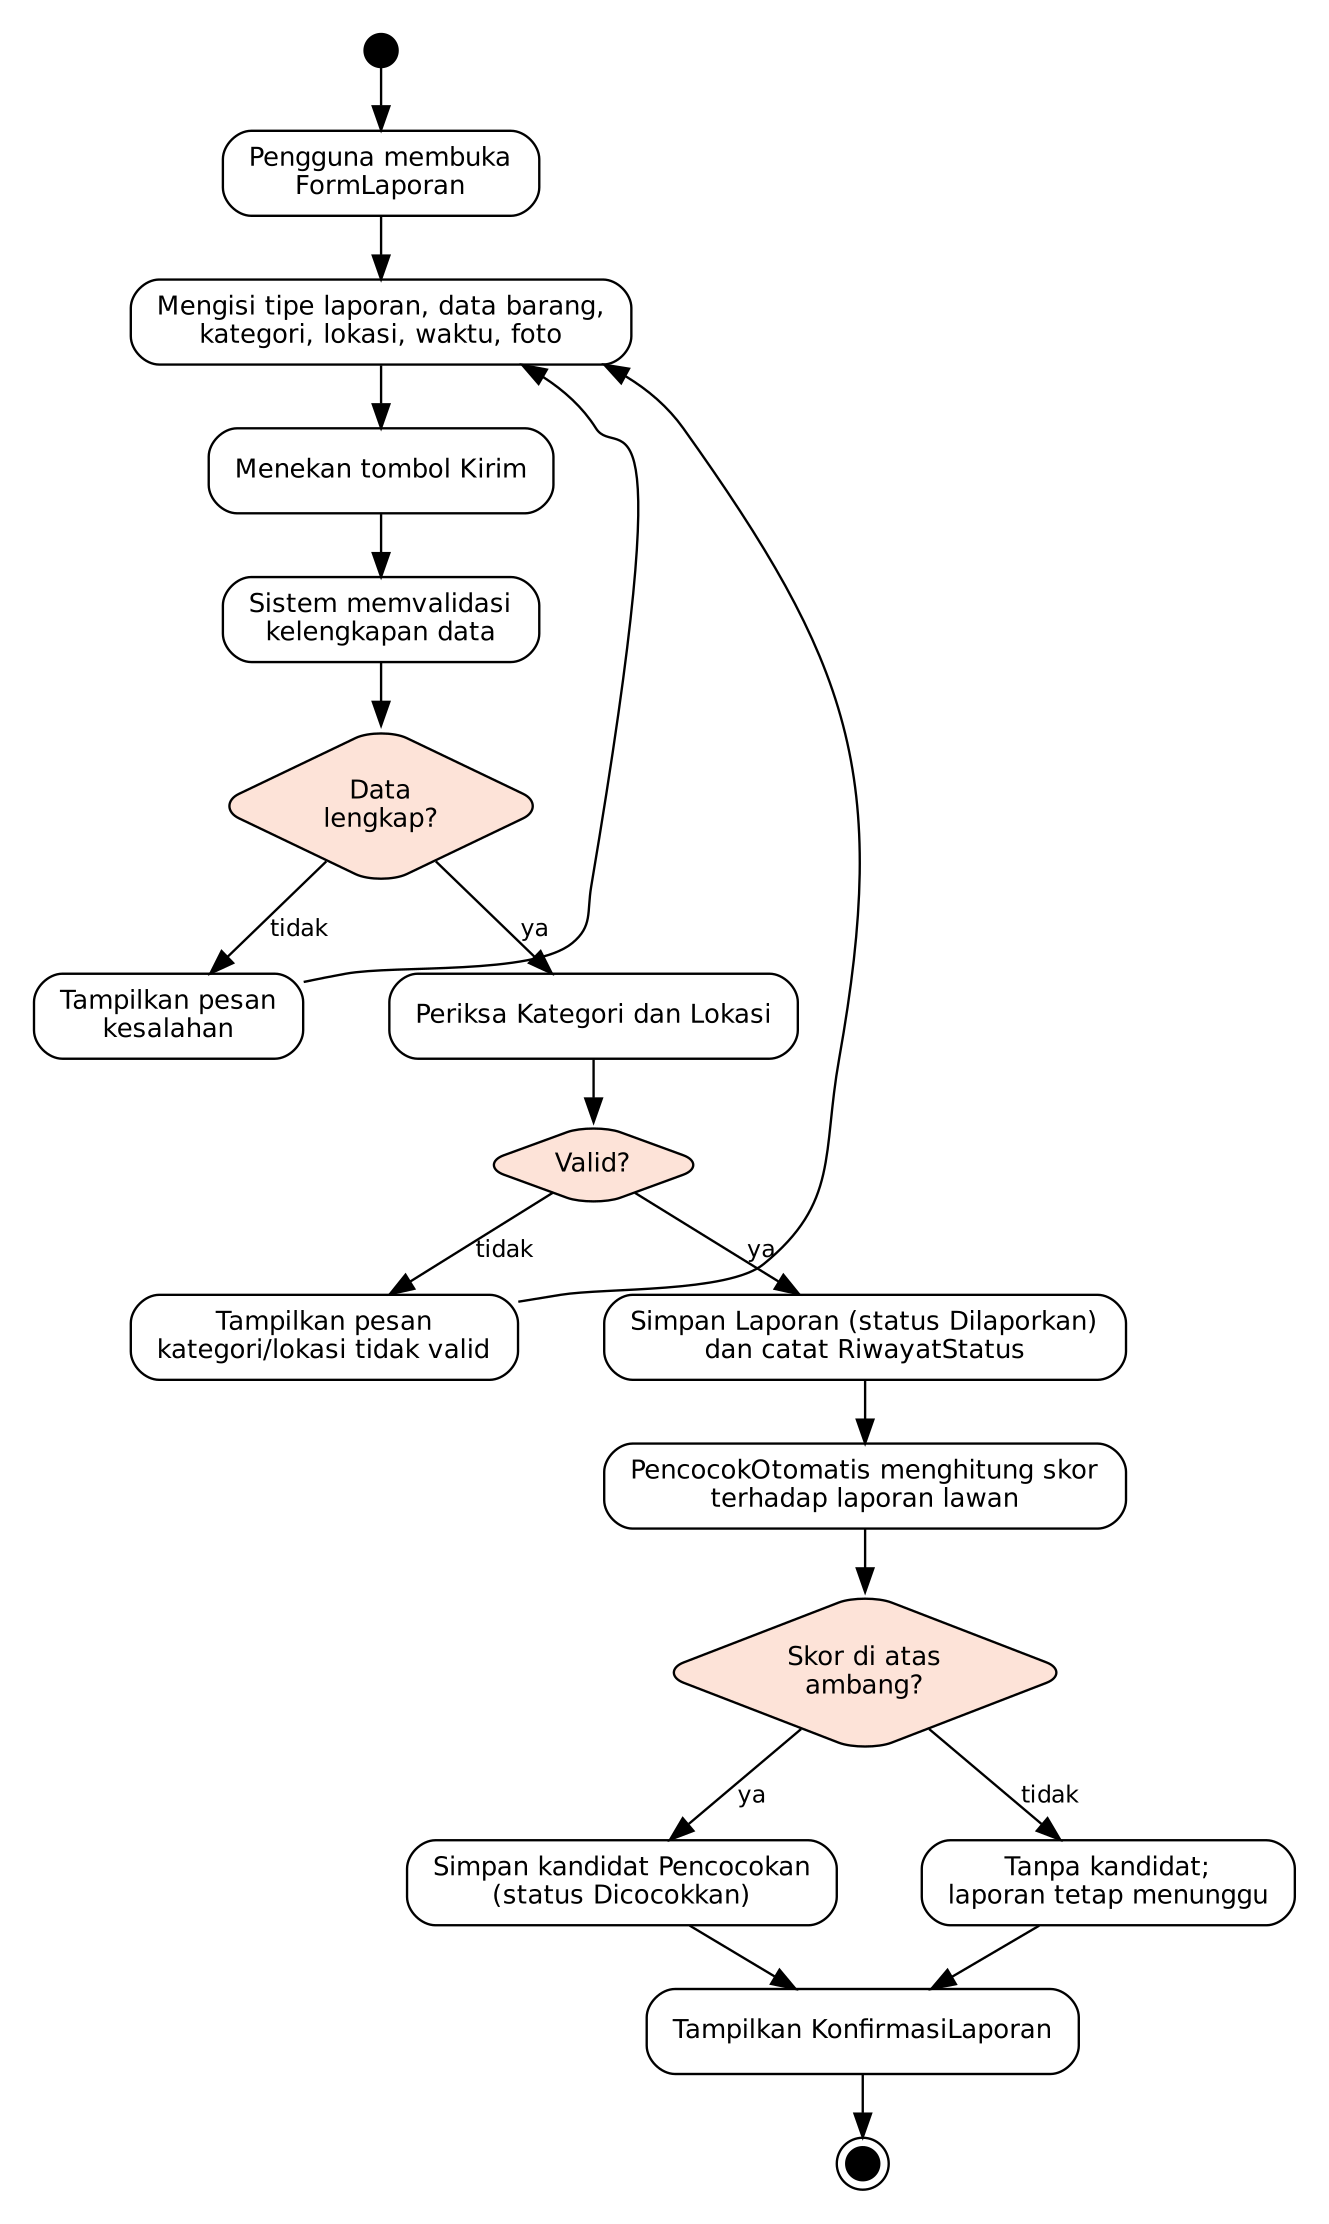 Pengguna membuka
FormLaporan
Mengisi tipe laporan, data barang,
kategori, lokasi, waktu, foto
Menekan tombol Kirim
Sistem memvalidasi
kelengkapan data
Data
lengkap?
tidak
ya
Tampilkan pesan
kesalahan
Periksa Kategori dan Lokasi
Valid?
tidak
ya
Tampilkan pesan
kategori/lokasi tidak valid
Simpan Laporan (status Dilaporkan)
dan catat RiwayatStatus
PencocokOtomatis menghitung skor
terhadap laporan lawan
Skor di atas
ambang?
ya
tidak
Simpan kandidat Pencocokan
(status Dicocokkan)
Tanpa kandidat;
laporan tetap menunggu
Tampilkan KonfirmasiLaporan